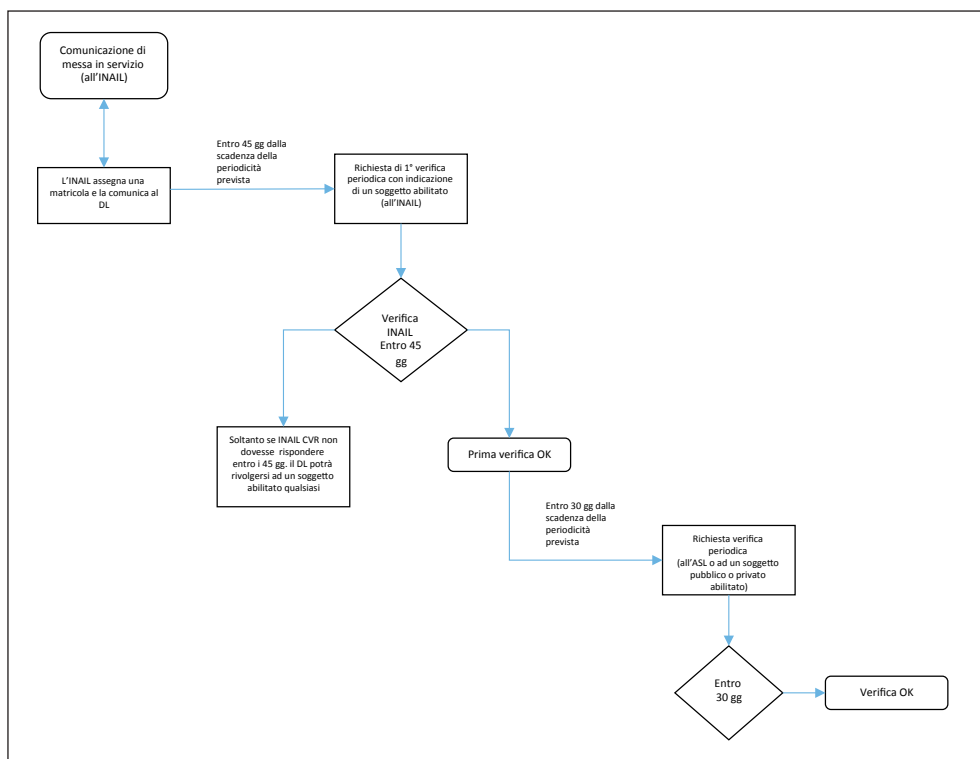 Comunicazione di
messa in servizio
(all’INAIL)
L’INAIL assegna una
matricola e la comunica al
DL
Entro 45 gg dalla
scadenza della
periodicità
prevista
Richiesta di 1° verifica
periodica con indicazione
di un soggetto abilitato
(all’INAIL)
Verifica
INAIL
Entro 45
gg
Soltanto se INAIL CVR non
dovesse rispondere
entro i 45 gg. il DL potrà
rivolgersi ad un soggetto
abilitato qualsiasi
Prima verifica OK
Entro 30 gg dalla
scadenza della
periodicità
prevista
Richiesta verifica
periodica
(all’ASL o ad un soggetto
pubblico o privato
abilitato)
Entro
30 gg
Verifica OK